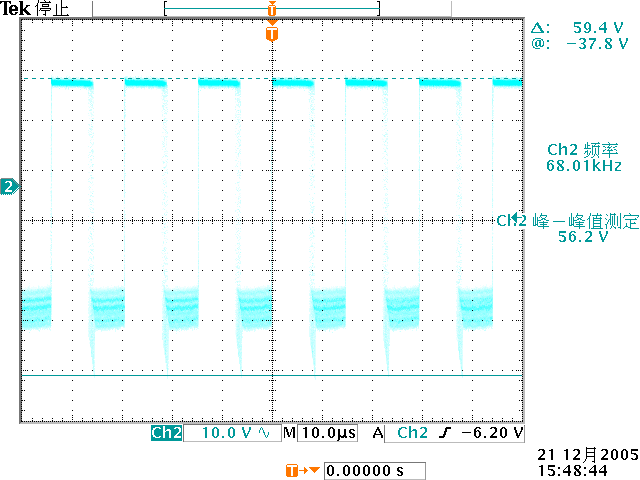 Tek 停止
T
T
Δ: 59.4 V
@: −37.8 V
Ch2 频率
68.01kHz
2
Ch2 峰−峰值测定
56.2 V
Ch2 10.0 V M 10.0µs A Ch2 −6.20 V
21 12月2005
15:48:44
T 0.00000 s